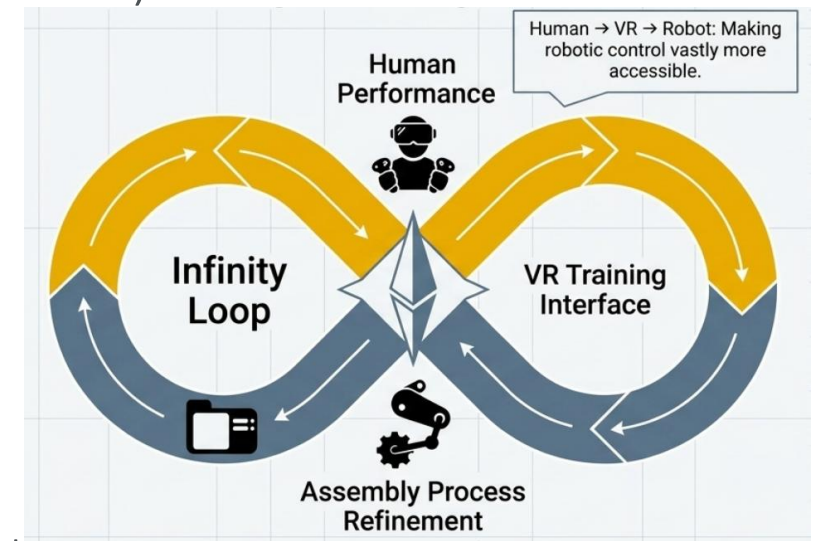 Human → VR → Robot: Making
robotic control vastly more
accessible.
Human
Performance
Infinity
Loop
VR Training
Interface
Assembly Process
Refinement